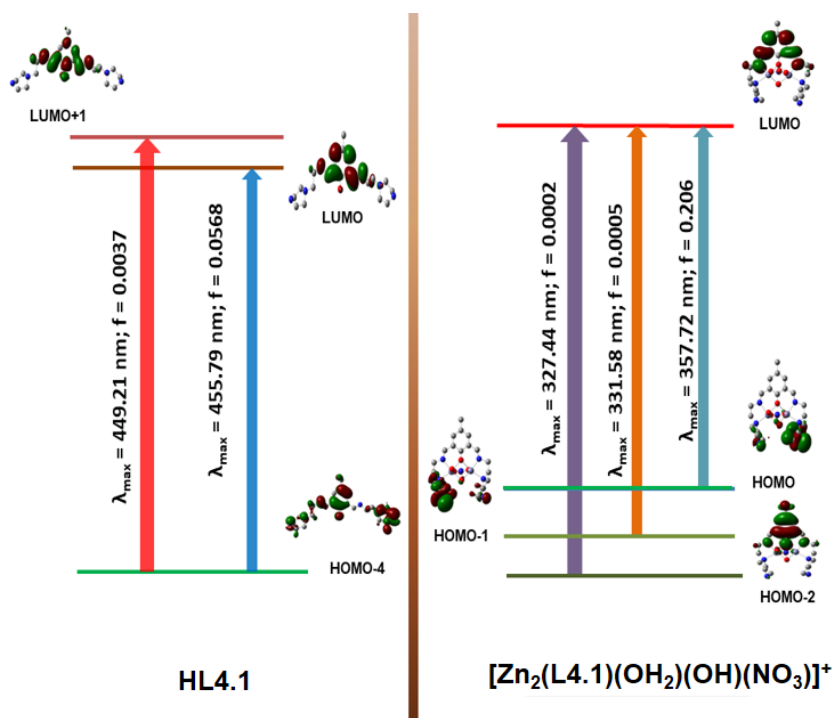 LUMO+1
LUMO
λmax = 449.21 nm; f = 0.0037
λmax = 455.79 nm; f = 0.0568
HOMO-4
HL4.1
LUMO
λmax = 327.44 nm; f = 0.0002
λmax = 331.58 nm; f = 0.0005
λmax = 357.72 nm; f = 0.206
HOMO
HOMO-1
HOMO-2
[Zn₂(L4.1)(OH₂)(OH)(NO₃)]⁺